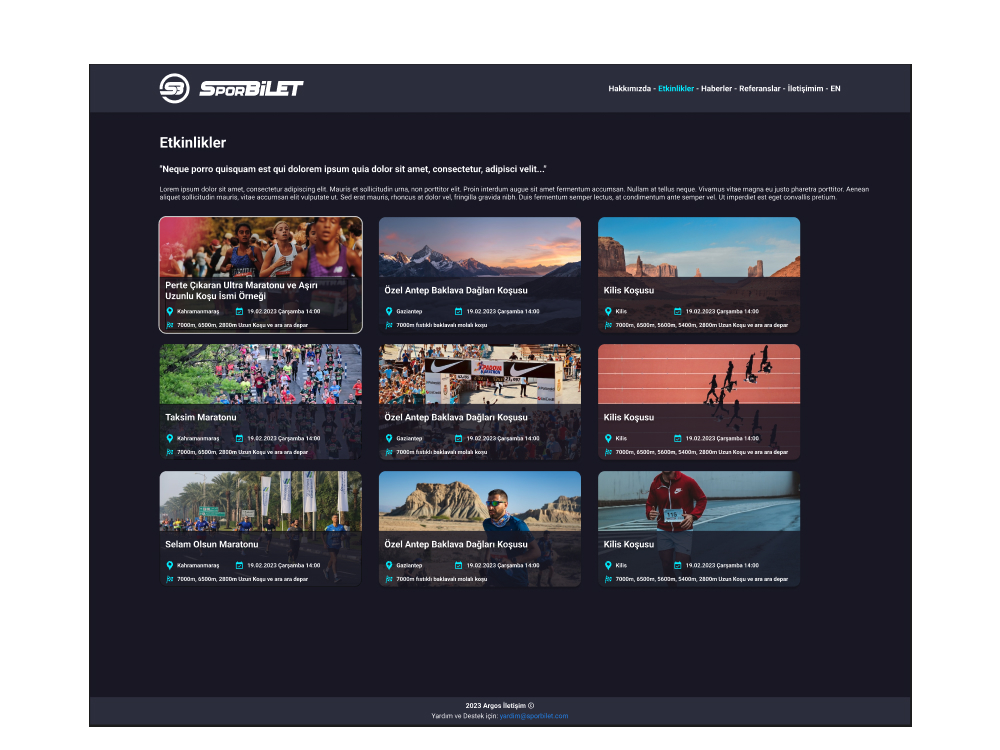 SB SPORBİLET
Hakkımızda - Etkinlikler - Haberler - Referanslar - İletişimim - EN
Etkinlikler
"Neque porro quisquam est qui dolorem ipsum quia dolor sit amet, consectetur, adipisci velit..."
Lorem ipsum dolor sit amet, consectetur adipiscing elit. Mauris et sollicitudin urna, non porttitor elit. Proin interdum augue sit amet fermentum accumsan. Nullam at tellus neque. Vivamus vitae magna eu justo pharetra porttitor. Aenean
aliquet sollicitudin mauris, vitae accumsan elit vulputate ut. Sed erat mauris, rhoncus at dolor vel, fringilla gravida nibh. Duis fermentum semper lectus, at condimentum ante semper vel. Ut imperdiet est eget convallis pretium.
Perte Çıkaran Ultra Maratonu ve Aşırı
Uzunlu Koşu İsmi Örneği
Kahramanmaraş 19.02.2023 Çarşamba 14:00
7000m, 6500m, 2800m Uzun Koşu ve ara ara depar
Özel Antep Baklava Dağları Koşusu
Gaziantep 19.02.2023 Çarşamba 14:00
7000m fıstıklı baklavalı molalı koşu
Kilis Koşusu
Kilis 19.02.2023 Çarşamba 14:00
7000m, 6500m, 5600m, 5400m, 2800m Uzun Koşu ve ara ara depar
Taksim Maratonu
Kahramanmaraş 19.02.2023 Çarşamba 14:00
7000m, 6500m, 2800m Uzun Koşu ve ara ara depar
Özel Antep Baklava Dağları Koşusu
Gaziantep 19.02.2023 Çarşamba 14:00
7000m fıstıklı baklavalı molalı koşu
Kilis Koşusu
Kilis 19.02.2023 Çarşamba 14:00
7000m, 6500m, 5600m, 5400m, 2800m Uzun Koşu ve ara ara depar
Selam Olsun Maratonu
Kahramanmaraş 19.02.2023 Çarşamba 14:00
7000m, 6500m, 2800m Uzun Koşu ve ara ara depar
Özel Antep Baklava Dağları Koşusu
Gaziantep 19.02.2023 Çarşamba 14:00
7000m fıstıklı baklavalı molalı koşu
115
Kilis Koşusu
Kilis 19.02.2023 Çarşamba 14:00
7000m, 6500m, 5600m, 5400m, 2800m Uzun Koşu ve ara ara depar
2023 Argos İletişim ©
Yardım ve Destek için: yardim@sporbilet.com